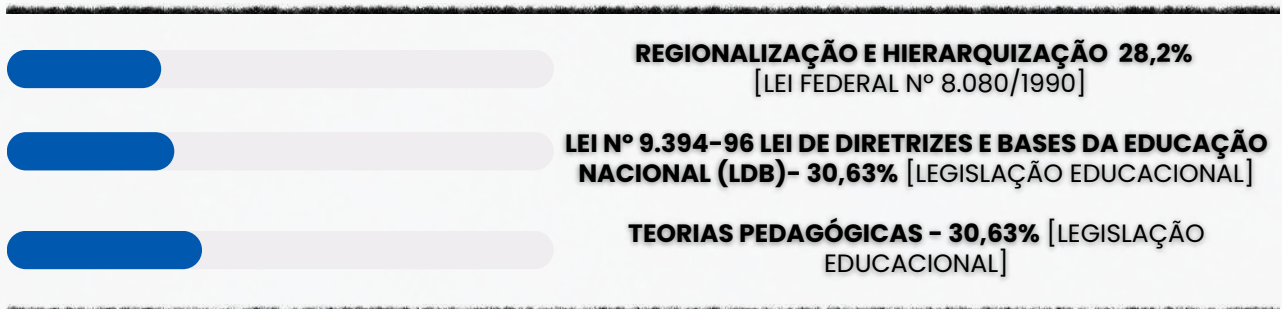 REGIONALIZAÇÃO E HIERARQUIZAÇÃO 28,2%
[LEI FEDERAL Nº 8.080/1990]
LEI Nº 9.394-96 LEI DE DIRETRIZES E BASES DA EDUCAÇÃO
NACIONAL (LDB)- 30,63% [LEGISLAÇÃO EDUCACIONAL]
TEORIAS PEDAGÓGICAS - 30,63% [LEGISLAÇÃO
EDUCACIONAL]